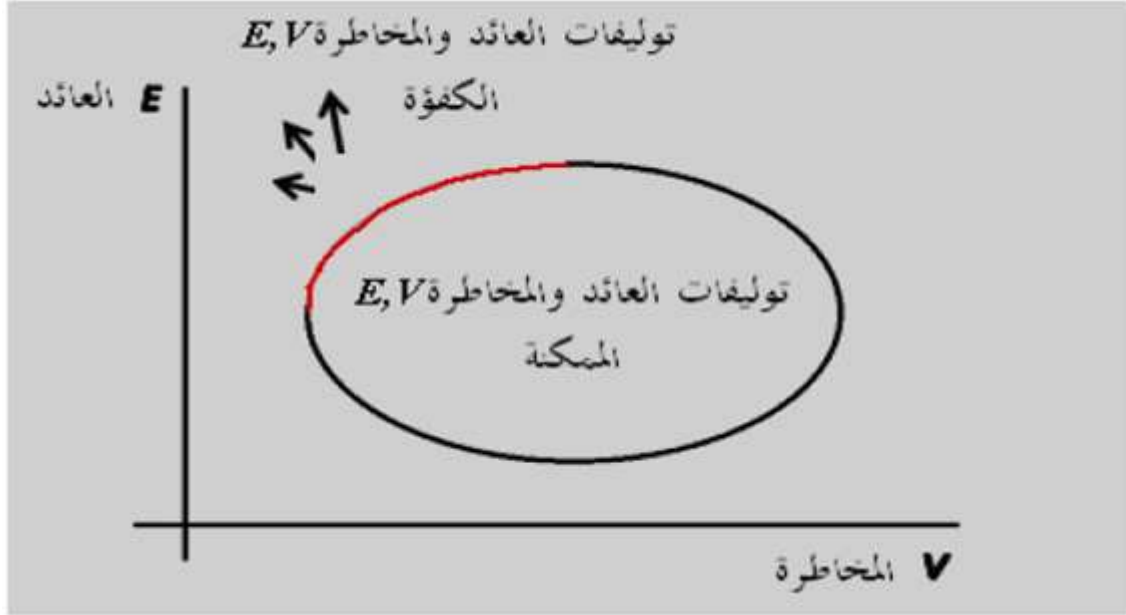 توليفات العائد والمخاطرة E,V
الكفؤة
العائد E
توليفات العائد والمخاطرة E,V
الممكنة
المخاطرة V